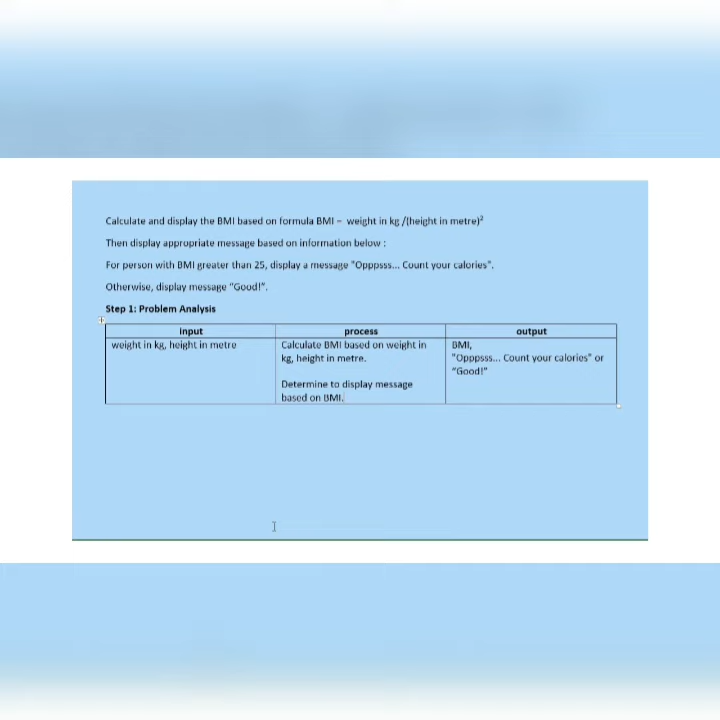 Calculate and display the BMI based on formula BMI = weight in kg /(height in metre)²
Then display appropriate message based on information below :
For person with BMI greater than 25, display a message "Opppsss... Count your calories".
Otherwise, display message "Good!".
Step 1: Problem Analysis
input process output
weight in kg, height in metre Calculate BMI based on weight in BMI,
kg, height in metre. "Opppsss... Count your calories" or
"Good!"
Determine to display message
based on BMI.